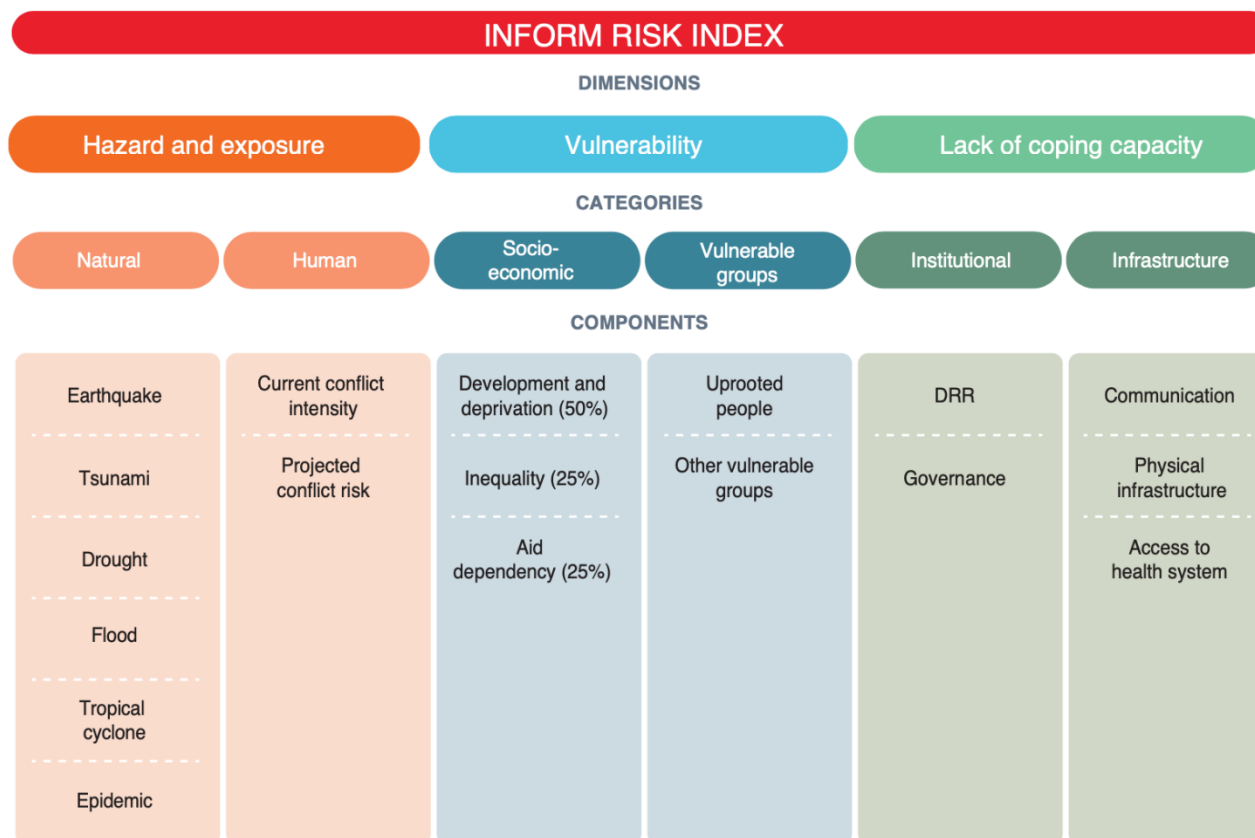 INFORM RISK INDEX
DIMENSIONS
Hazard and exposure
Vulnerability
Lack of coping capacity
CATEGORIES
Natural
Human
Socio-
economic
Vulnerable
groups
Institutional
Infrastructure
COMPONENTS
Earthquake
Tsunami
Drought
Flood
Tropical
cyclone
Epidemic
Current conflict
intensity
Projected
conflict risk
Development and
deprivation (50%)
Inequality (25%)
Aid
dependency (25%)
Uprooted
people
Other vulnerable
groups
DRR
Governance
Communication
Physical
infrastructure
Access to
health system